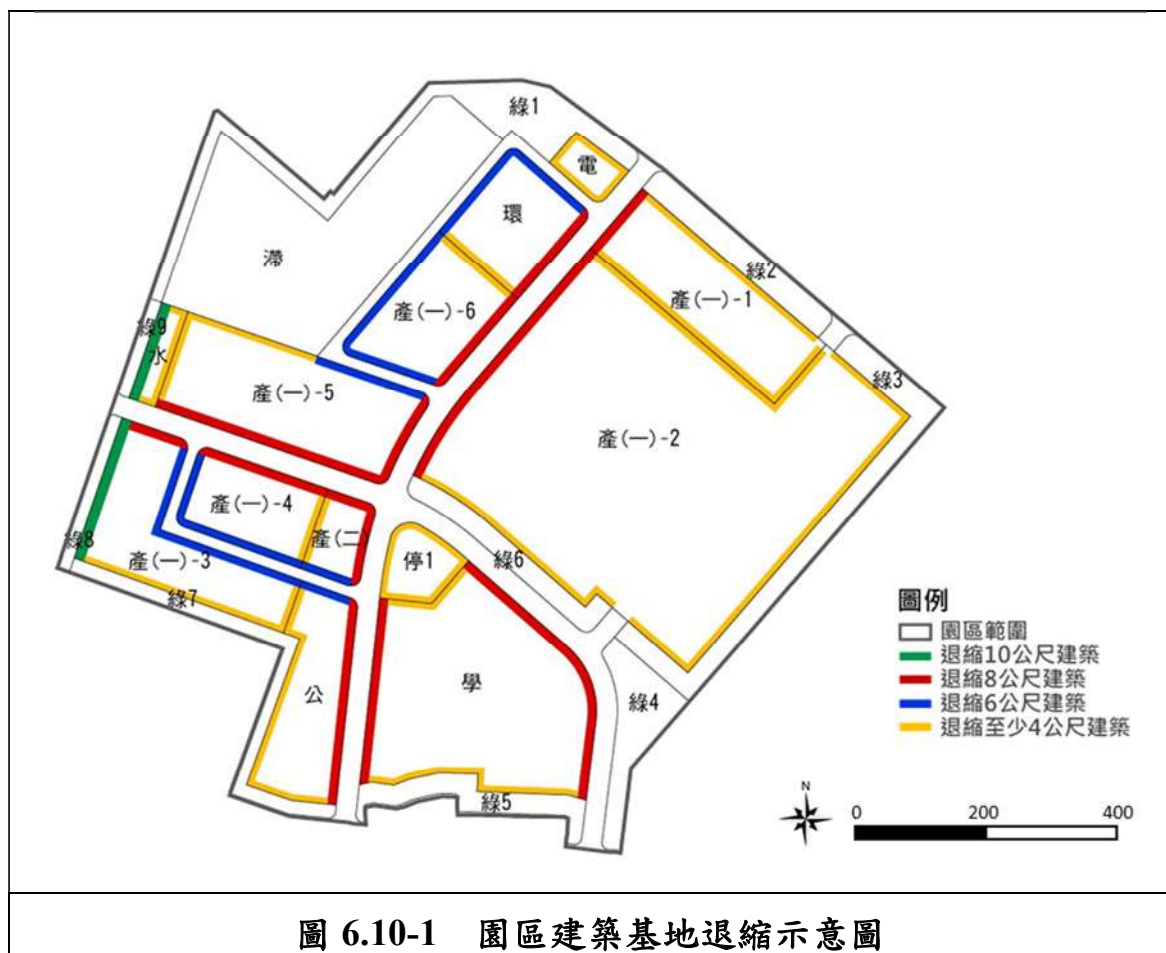 綠1
電
環
滯
綠2
產(一)-1
產(一)-6
綠9
水
綠3
產(一)-5
產(一)-2
產(一)-4
產(二)
綠8
產(一)-3
停1
綠6
綠7
學
公
綠4
綠5
圖例
園區範圍
退縮10公尺建築
退縮8公尺建築
退縮6公尺建築
退縮至少4公尺建築
N
0 200 400
圖 6.10-1 園區建築基地退縮示意圖